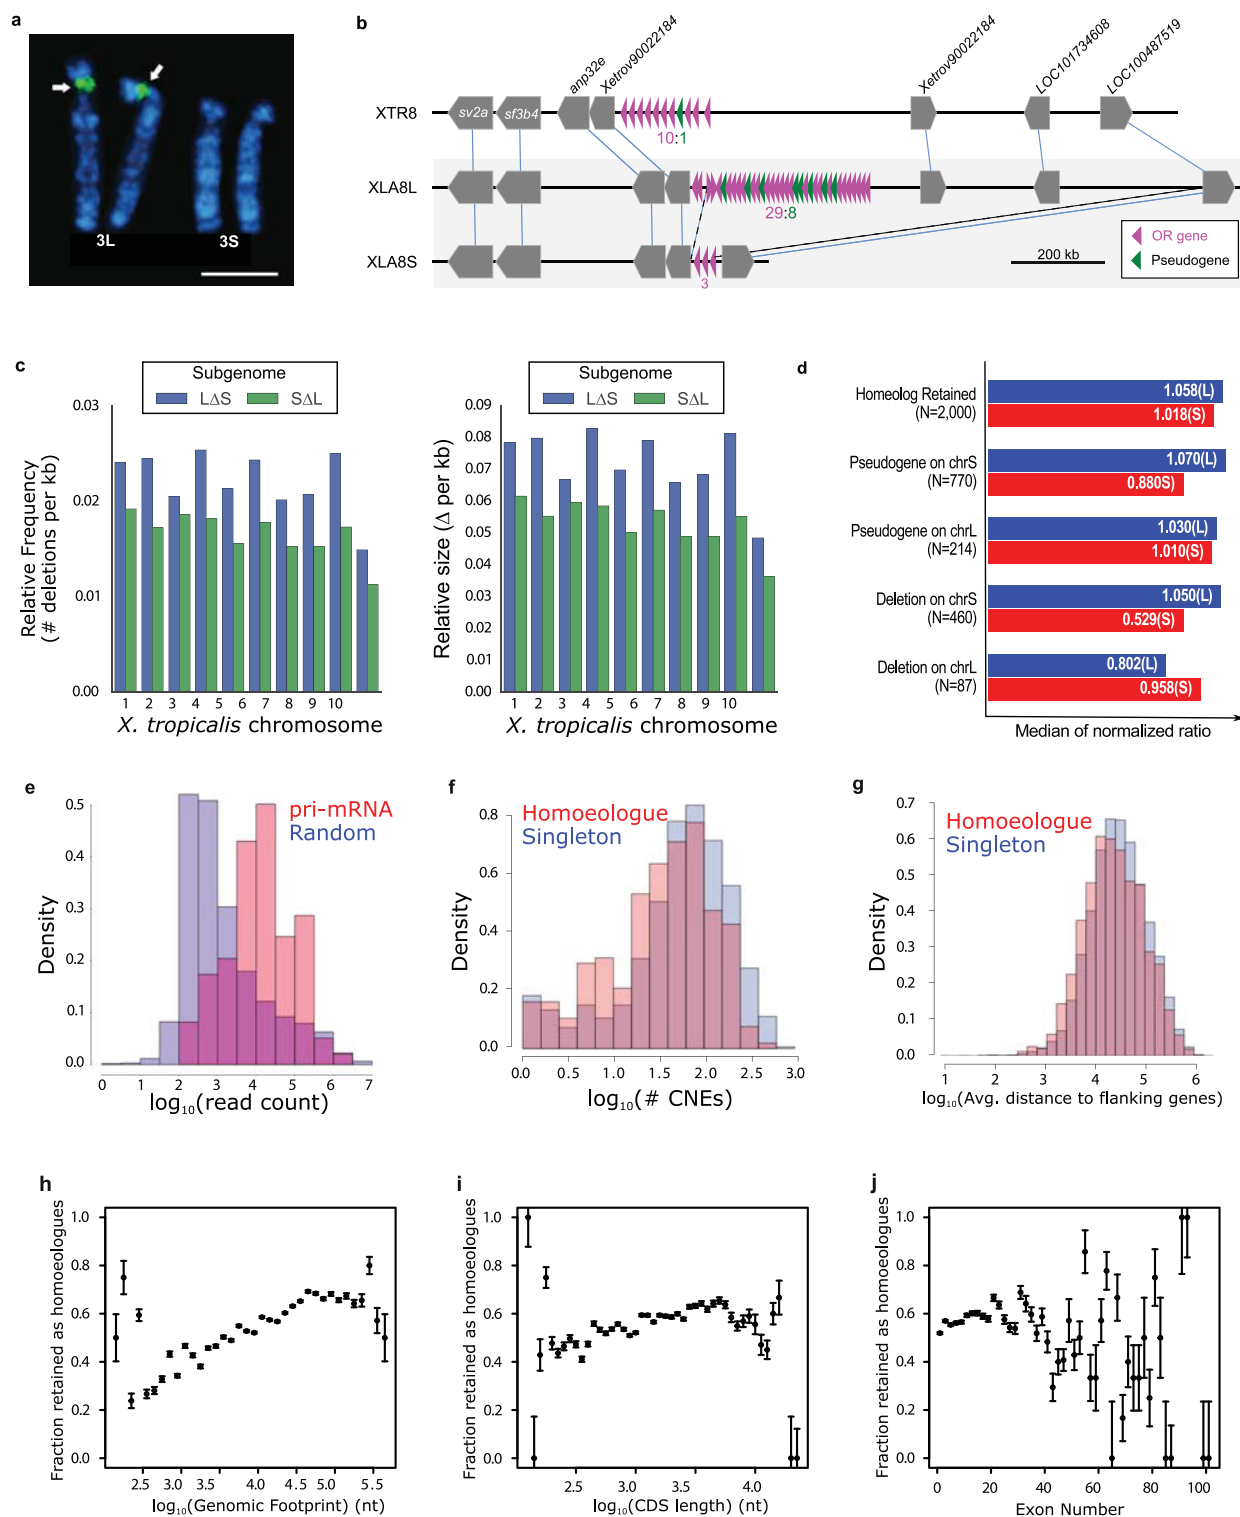 a
3L
3S
b
anp32e
Xetrov90022184
Xetrov90022184
LOC101734608
LOC100487519
XTR8
sv2a
sf3b4
10:1
XLA8L
29:8
XLA8S
3
200 kb
OR gene
Pseudogene
c
Subgenome
LΔS
SΔL
Relative Frequency
(# deletions per kb)
0.03
0.02
0.01
0.00
1 2 3 4 5 6 7 8 9 10
X. tropicalis chromosome
Subgenome
LΔS
SΔL
Relative size (Δ per kb)
0.09
0.08
0.07
0.06
0.05
0.04
0.03
0.02
0.01
0.00
1 2 3 4 5 6 7 8 9 10
X. tropicalis chromosome
d
Homeolog Retained
(N=2,000)
1.058(L)
1.018(S)
Pseudogene on chrS
(N=770)
1.070(L)
0.880S)
Pseudogene on chrL
(N=214)
1.030(L)
1.010(S)
Deletion on chrS
(N=460)
1.050(L)
0.529(S)
Deletion on chrL
(N=87)
0.802(L)
0.958(S)
Median of normalized ratio
e
pri-mRNA
Random
Density
0.5
0.4
0.3
0.2
0.1
0.0
0 1 2 3 4 5 6 7
log10(read count)
f
Homoeologue
Singleton
Density
0.8
0.6
0.4
0.2
0.0
0.0 0.5 1.0 1.5 2.0 2.5 3.0
log10(# CNEs)
g
Homoeologue
Singleton
Density
0.7
0.6
0.5
0.4
0.3
0.2
0.1
0.0
1 2 3 4 5 6
log10(Avg. distance to flanking genes)
h
Fraction retained as homoeologues
1.0
0.8
0.6
0.4
0.2
0.0
2.5 3.0 3.5 4.0 4.5 5.0 5.5
log10(Genomic Footprint) (nt)
i
Fraction retained as homoeologues
1.0
0.8
0.6
0.4
0.2
0.0
2.5 3.0 3.5 4.0
log10(CDS length) (nt)
j
Fraction retained as homoeologues
1.0
0.8
0.6
0.4
0.2
0.0
0 20 40 60 80 100
Exon Number